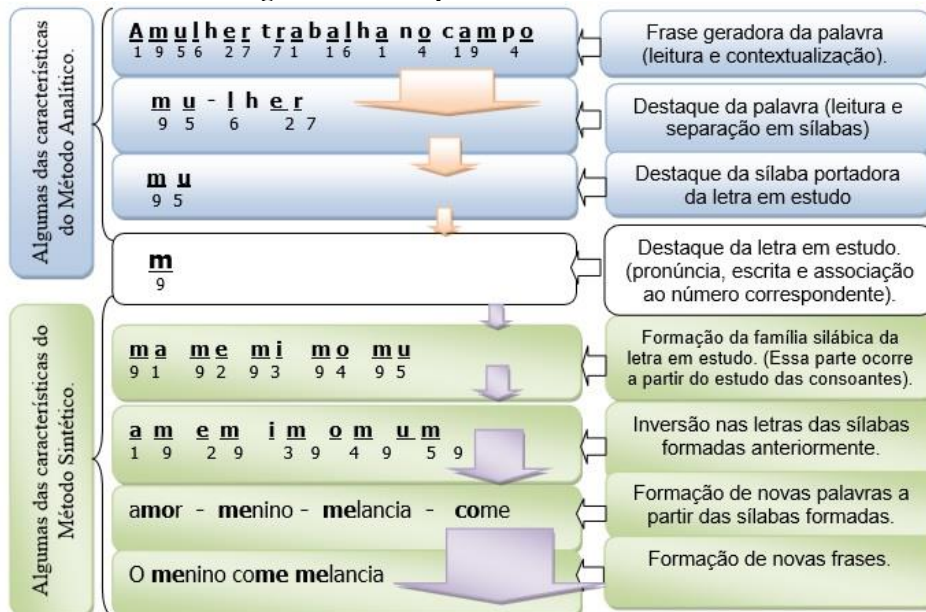 Algumas das características
do Método Analítico.
A mulher trabalha no campo
1 9 5 6 2 7 7 1 1 6 1 4 1 9 4
Frase geradora da palavra
(leitura e contextualização).
mu - lher
9 5 6 2 7
Destaque da palavra (leitura e
separação em sílabas)
mu
9 5
Destaque da sílaba portadora
da letra em estudo
m
9
Destaque da letra em estudo.
(pronúncia, escrita e associação
ao número correspondente).
Algumas das características do
Método Sintético.
ma me mi mo mu
9 1 9 2 9 3 9 4 9 5
Formação da família silábica da
letra em estudo. (Essa parte ocorre
a partir do estudo das consoantes).
am em im om um
1 9 2 9 3 9 4 9 5 9
Inversão nas letras das sílabas
formadas anteriormente.
amor - menino - melancia - come
Formação de novas palavras a
partir das sílabas formadas.
O menino come melancia
Formação de novas frases.